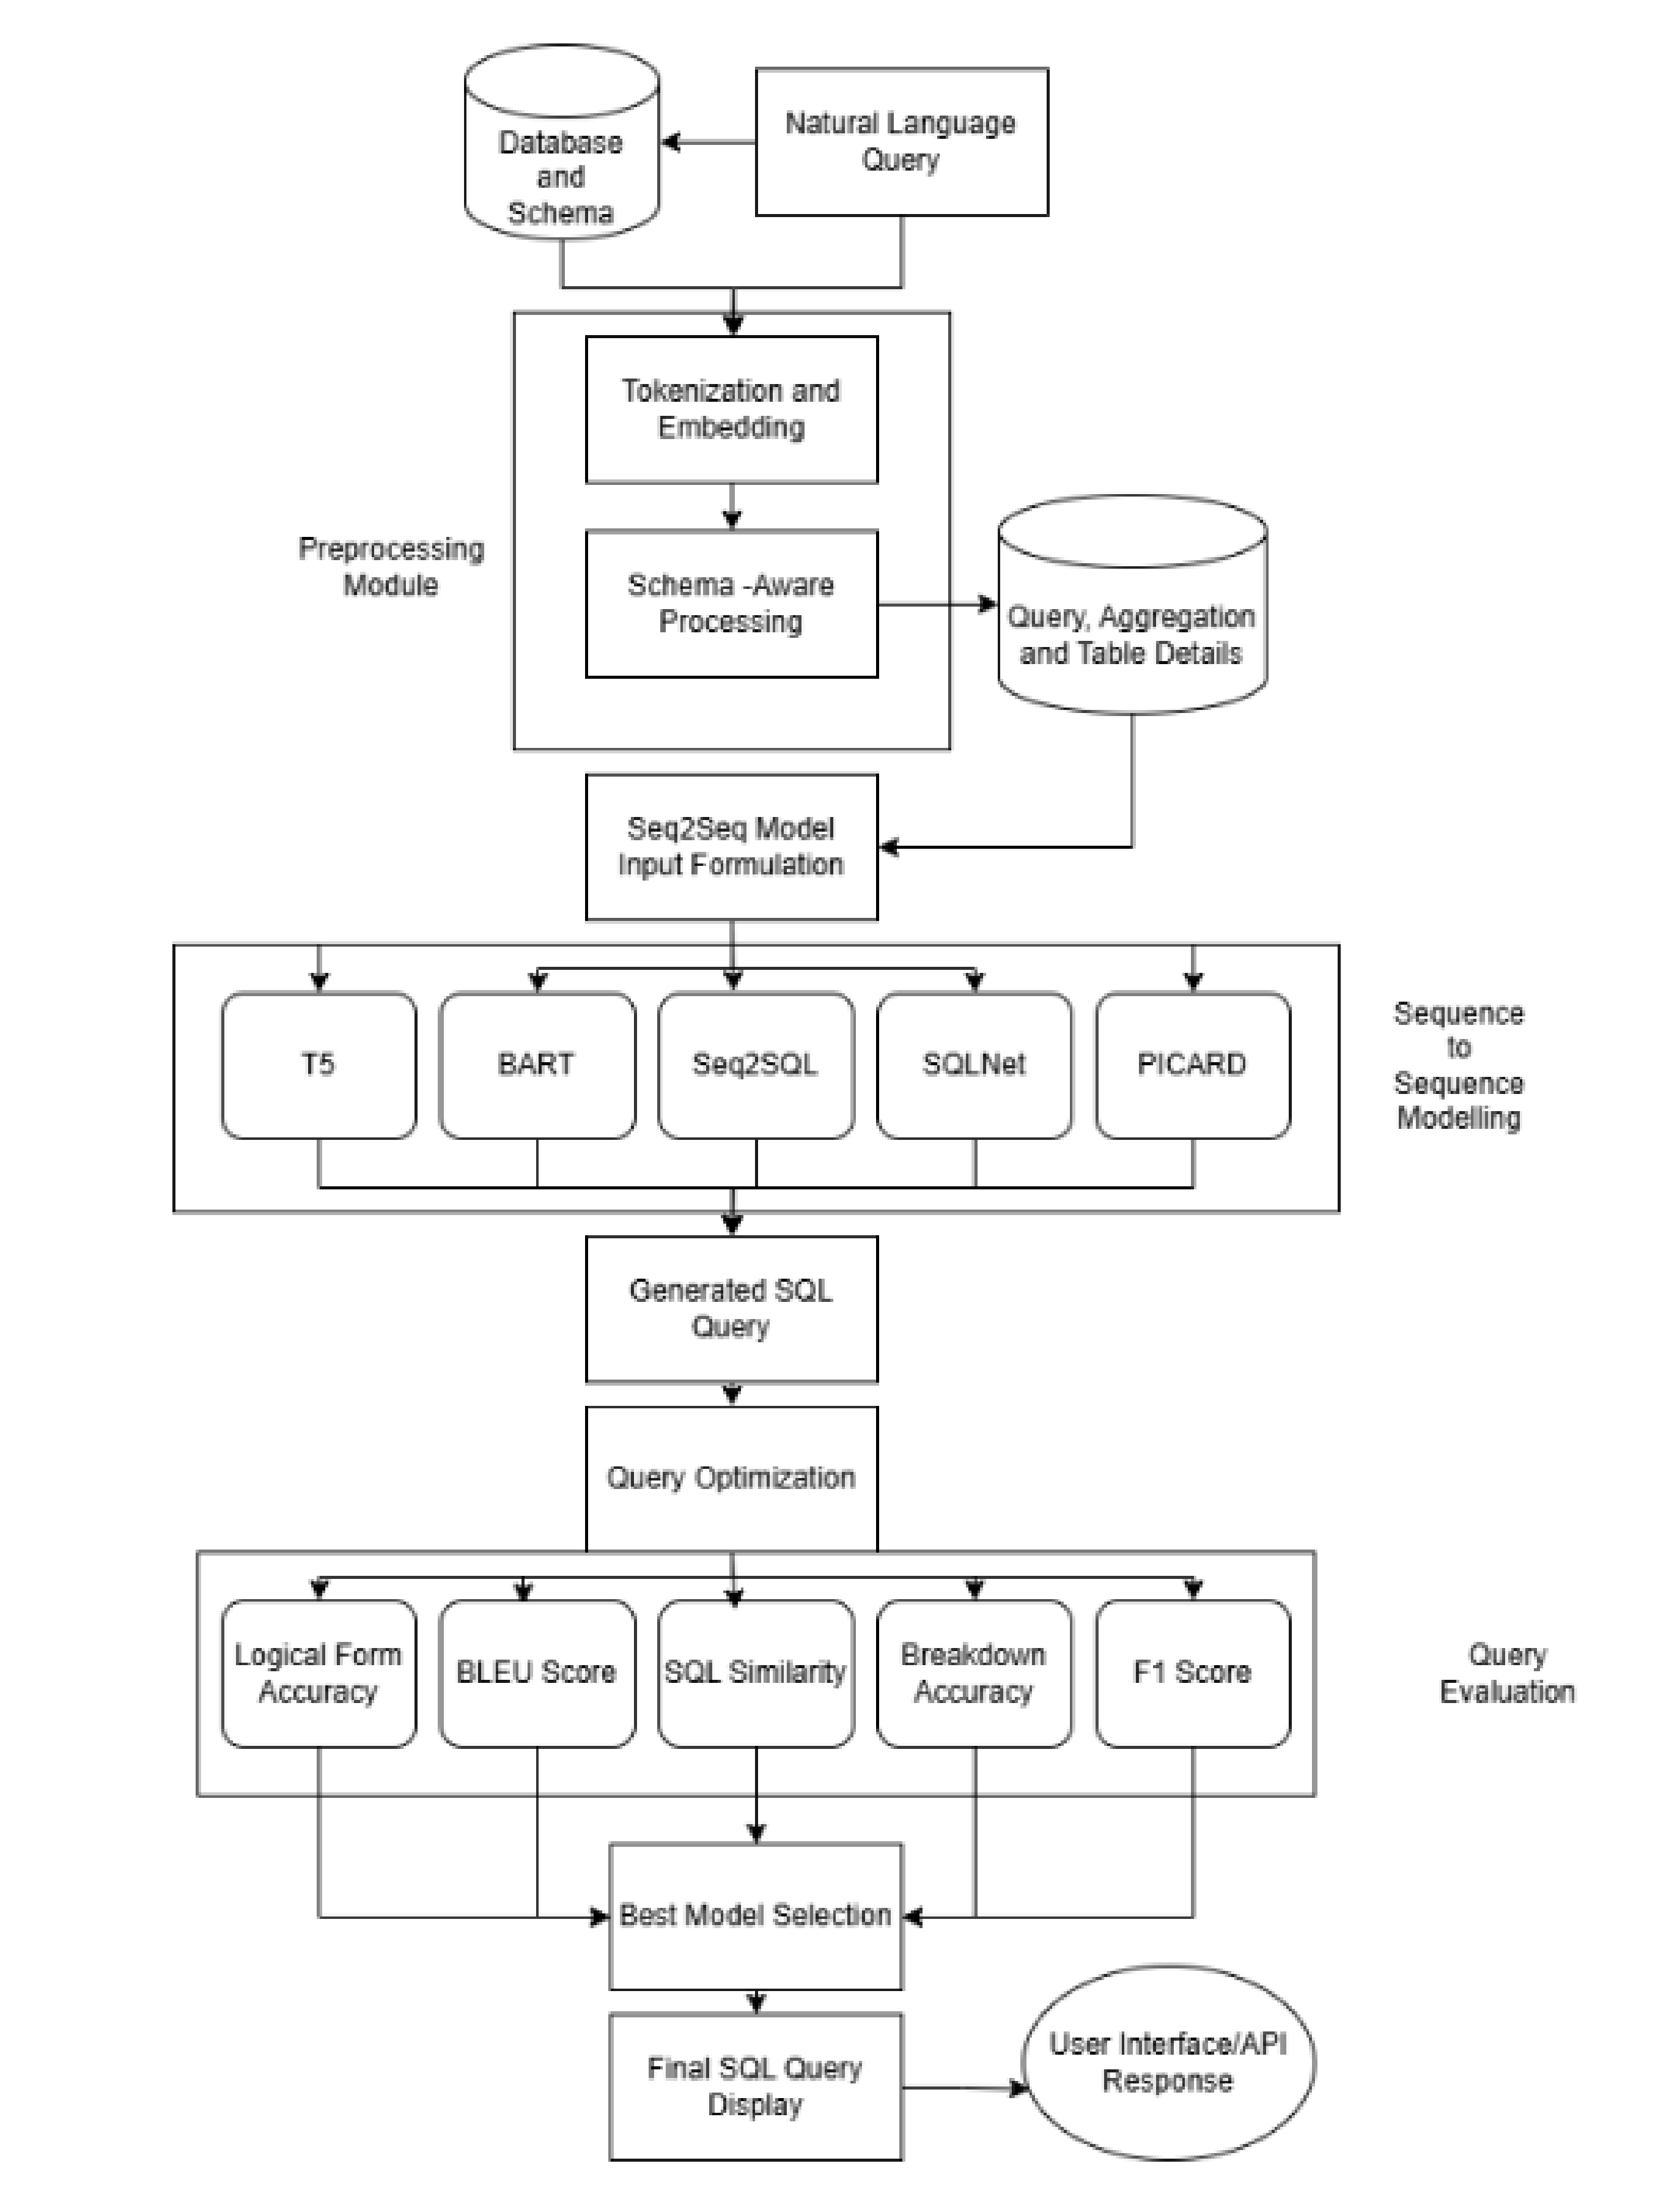 Database
and
Schema
Natural Language
Query
Tokenization and
Embedding
Preprocessing
Module
Schema -Aware
Processing
Query, Aggregation
and Table Details
Seq2Seq Model
Input Formulation
T5
BART
Seq2SQL
SQLNet
PICARD
Sequence
to
Sequence
Modelling
Generated SQL
Query
Query Optimization
Logical Form
Accuracy
BLEU Score
SQL Similarity
Breakdown
Accuracy
F1 Score
Query
Evaluation
Best Model Selection
Final SQL Query
Display
User Interface/API
Response